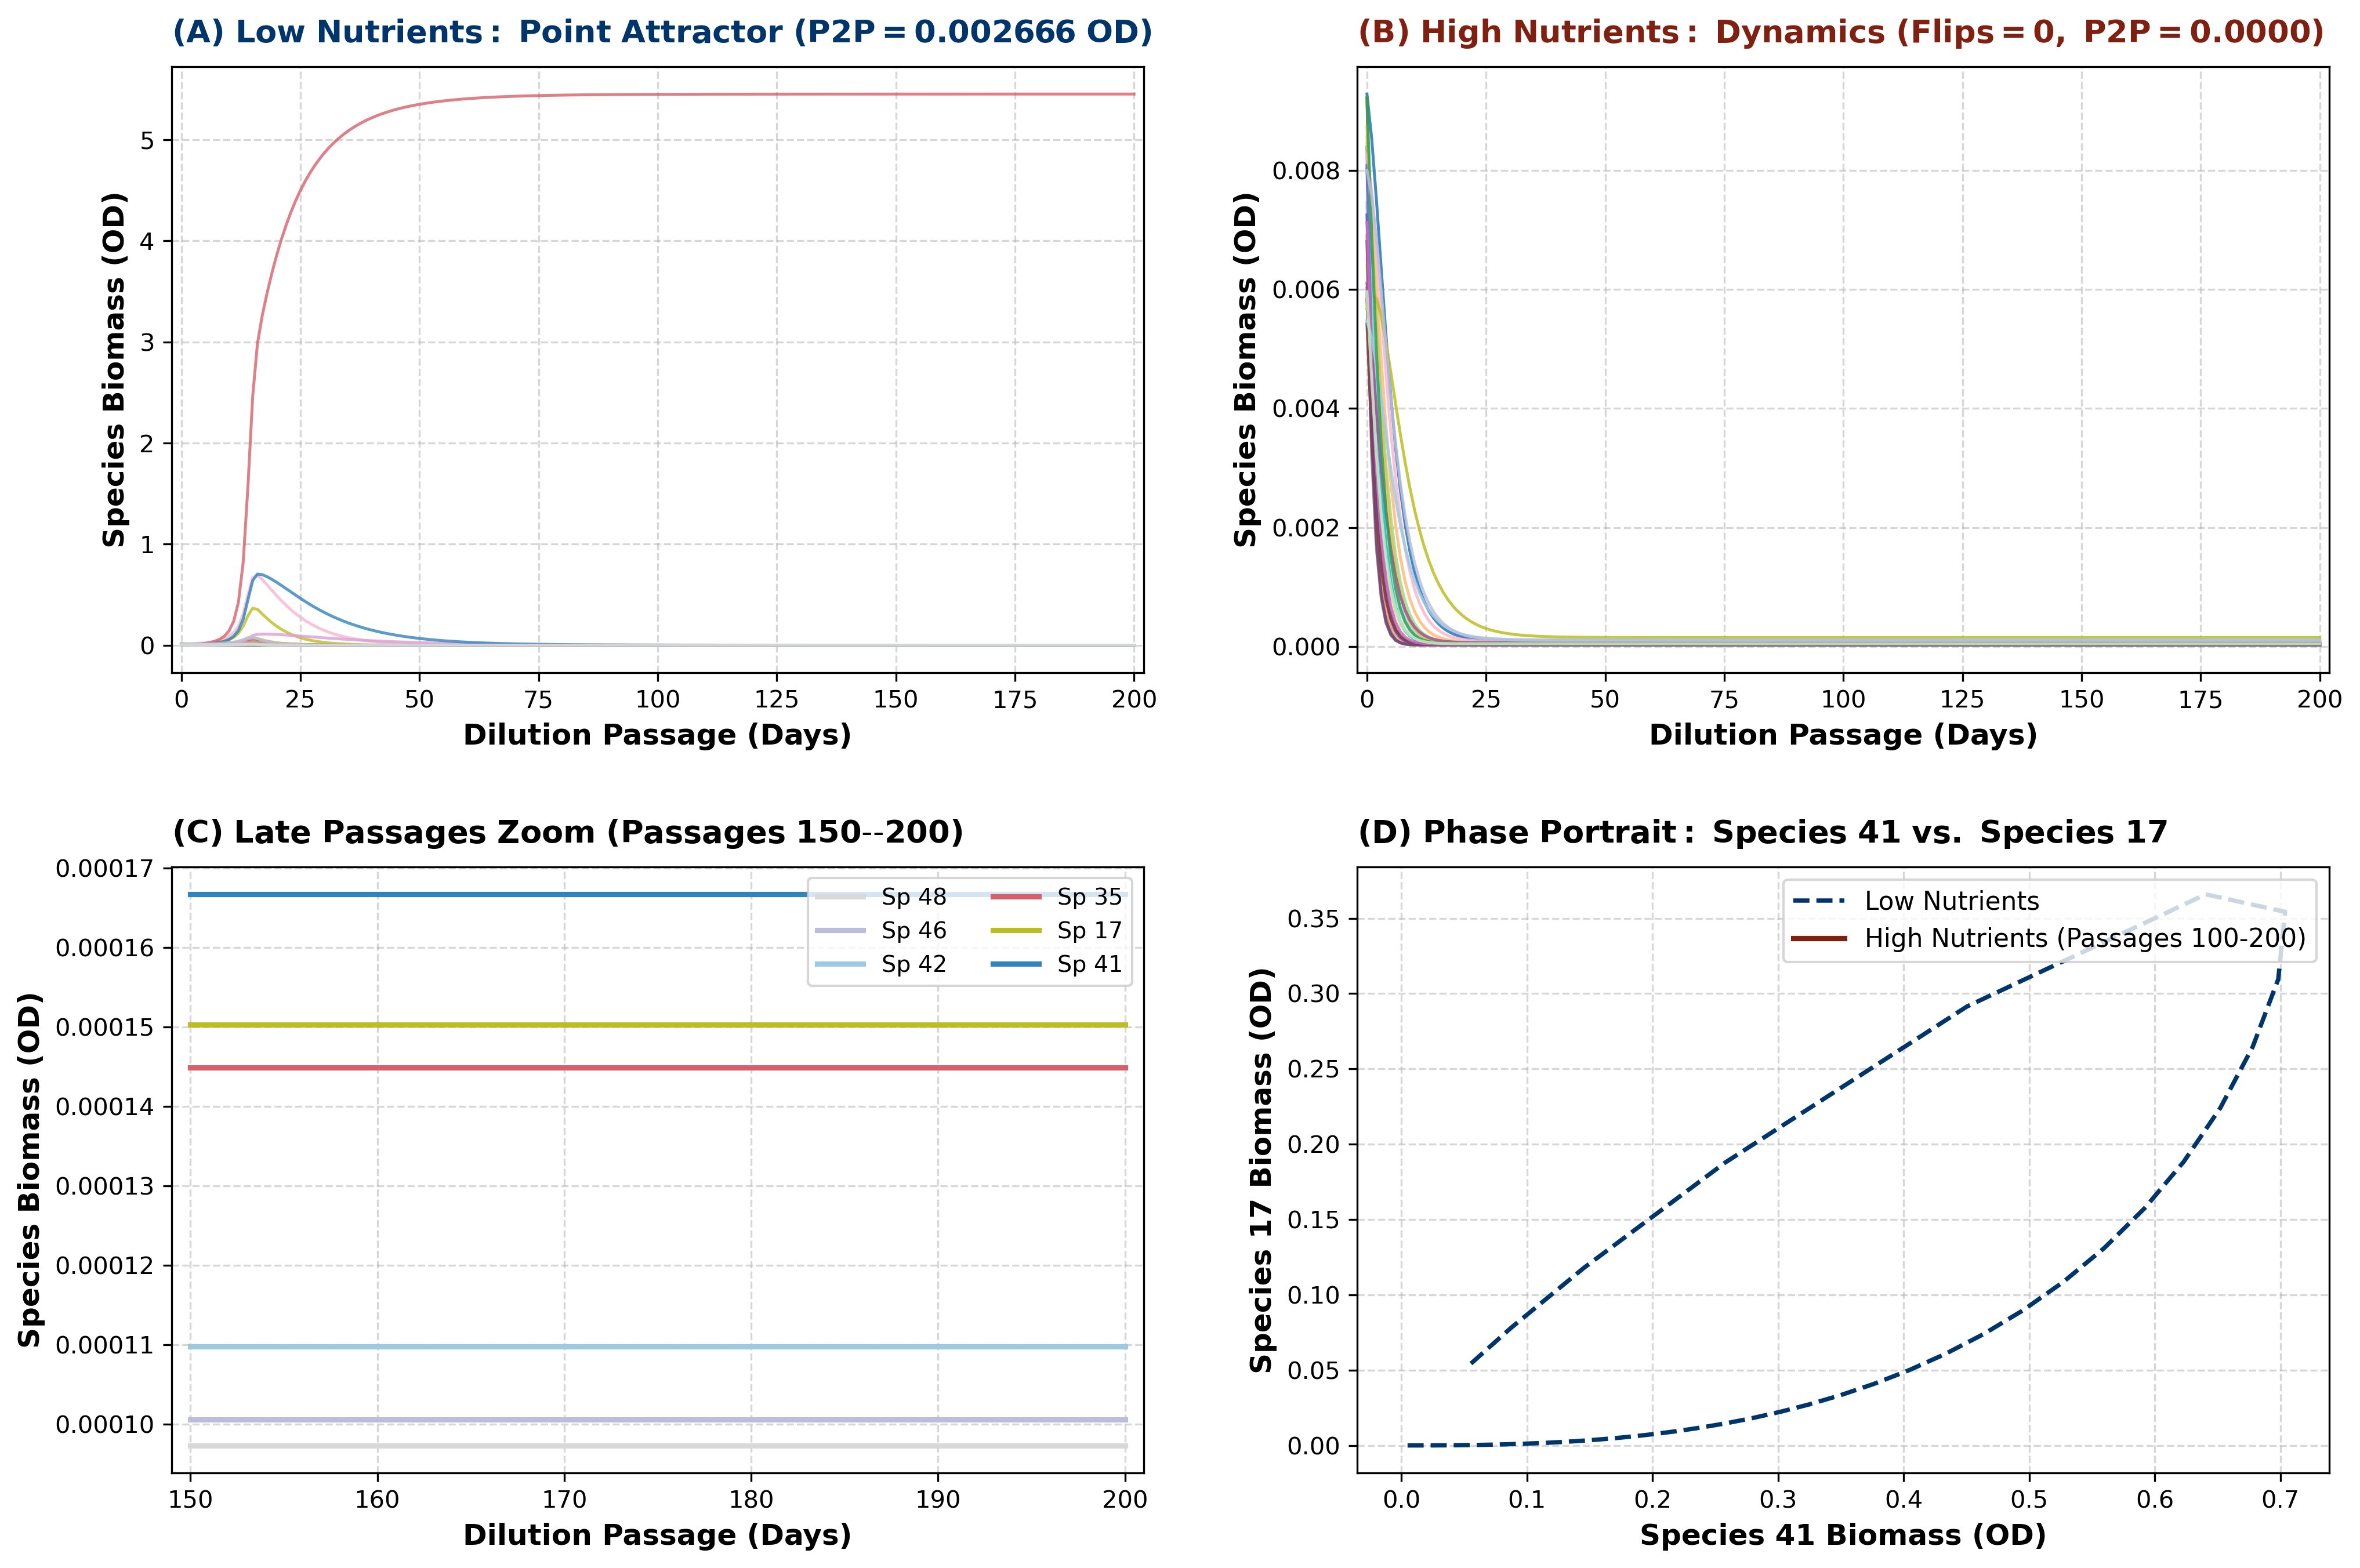 (A) Low Nutrients: Point Attractor (P2P = 0.002666 OD)
5
4
3
2
1
0
Species Biomass (OD)
0 25 50 75 100 125 150 175 200
Dilution Passage (Days)
(B) High Nutrients: Dynamics (Flips = 0, P2P = 0.0000)
0.008
0.006
0.004
0.002
0.000
Species Biomass (OD)
0 25 50 75 100 125 150 175 200
Dilution Passage (Days)
(C) Late Passages Zoom (Passages 150--200)
0.00017
0.00016
0.00015
0.00014
0.00013
0.00012
0.00011
0.00010
Species Biomass (OD)
Sp 48 Sp 35
Sp 46 Sp 17
Sp 42 Sp 41
150 160 170 180 190 200
Dilution Passage (Days)
(D) Phase Portrait: Species 41 vs. Species 17
0.35
0.30
0.25
0.20
0.15
0.10
0.05
0.00
Species 17 Biomass (OD)
Low Nutrients
High Nutrients (Passages 100-200)
0.0 0.1 0.2 0.3 0.4 0.5 0.6 0.7
Species 41 Biomass (OD)